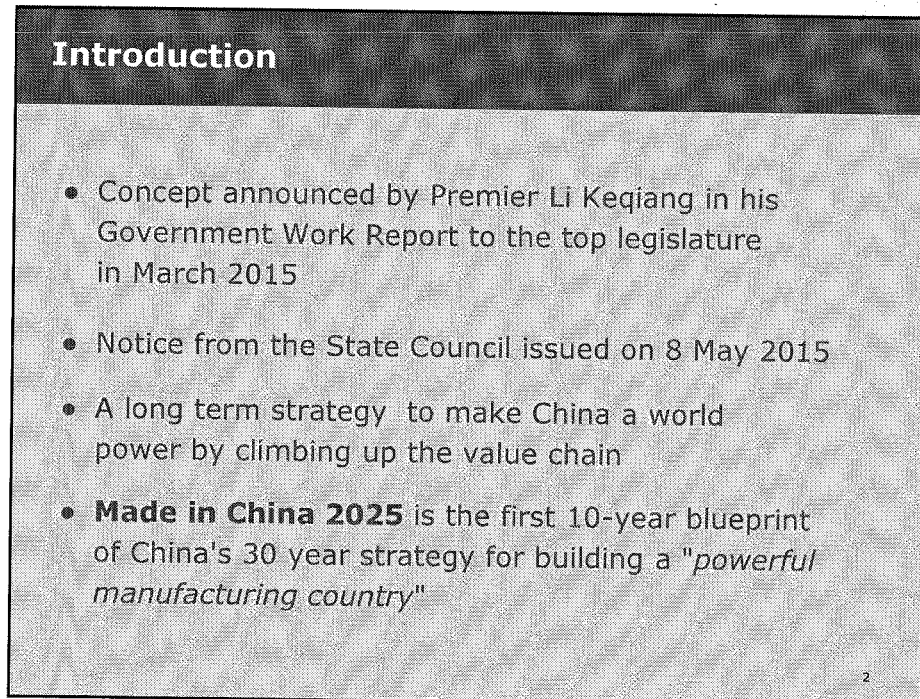 Introduction
• Concept announced by Premier Li Keqiang in his
Government Work Report to the top legislature
in March 2015
• Notice from the State Council issued on 8 May 2015
• A long term strategy to make China a world
power by climbing up the value chain
• Made in China 2025 is the first 10-year blueprint
of China's 30 year strategy for building a "powerful
manufacturing country"
2